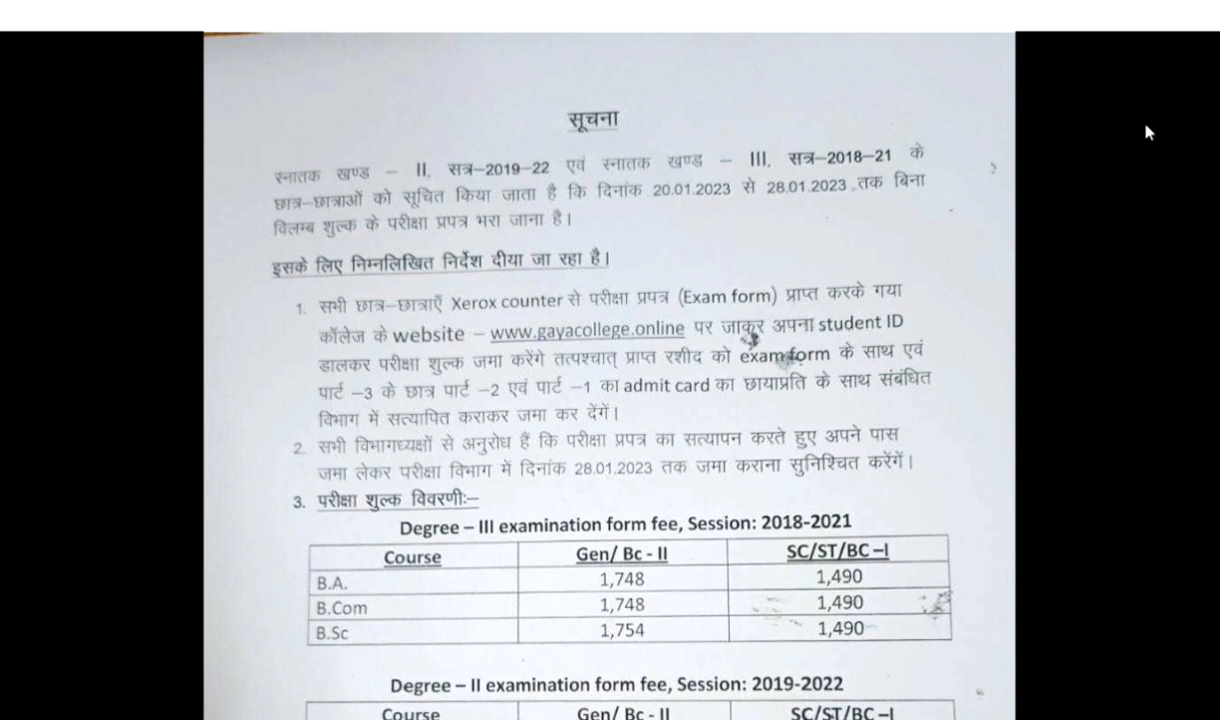 सूचना
स्नातक खण्ड – II, सत्र–2019–22 एवं स्नातक खण्ड – III, सत्र–2018–21 के
छात्र–छात्राओं को सूचित किया जाता है कि दिनांक 20.01.2023 से 28.01.2023 तक बिना
विलम्ब शुल्क के परीक्षा प्रपत्र भरा जाना है।
इसके लिए निम्नलिखित निर्देश दीया जा रहा है।
1. सभी छात्र–छात्राएँ Xerox counter से परीक्षा प्रपत्र (Exam form) प्राप्त करके गया
कॉलेज के website – www.gayacollege.online पर जाकर अपना student ID
डालकर परीक्षा शुल्क जमा करेंगे तत्पश्चात् प्राप्त रशीद को exam form के साथ एवं
पार्ट –3 के छात्र पार्ट –2 एवं पार्ट –1 का admit card का छायाप्रति के साथ संबंधित
विभाग में सत्यापित कराकर जमा कर देंगें।
2. सभी विभागध्यक्षों से अनुरोध हैं कि परीक्षा प्रपत्र का सत्यापन करते हुए अपने पास
जमा लेकर परीक्षा विभाग में दिनांक 28.01.2023 तक जमा कराना सुनिश्चित करेंगें।
3. परीक्षा शुल्क विवरणीः–
Degree – III examination form fee, Session: 2018-2021
Course Gen/ Bc - II SC/ST/BC –I
B.A. 1,748 1,490
B.Com 1,748 1,490
B.Sc 1,754 1,490
Degree – II examination form fee, Session: 2019-2022
Course Gen/ Bc - II SC/ST/BC –I